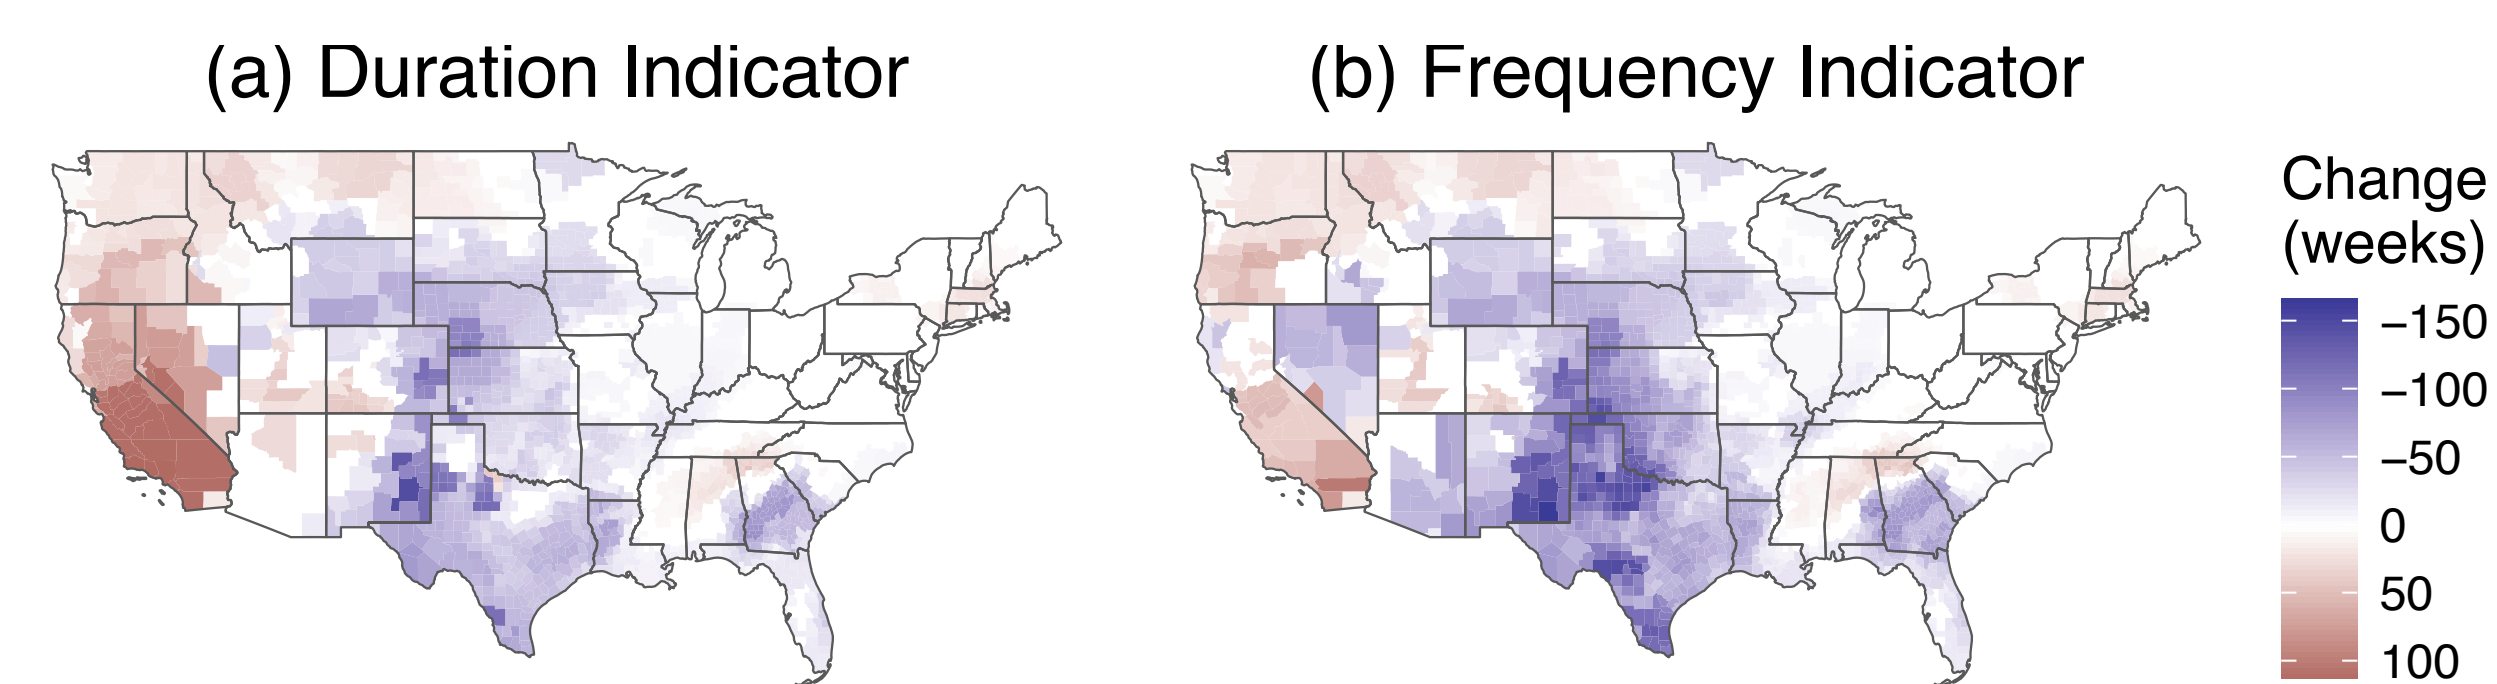 (a) Duration Indicator
(b) Frequency Indicator
Change
(weeks)
−150
−100
−50
0
50
100